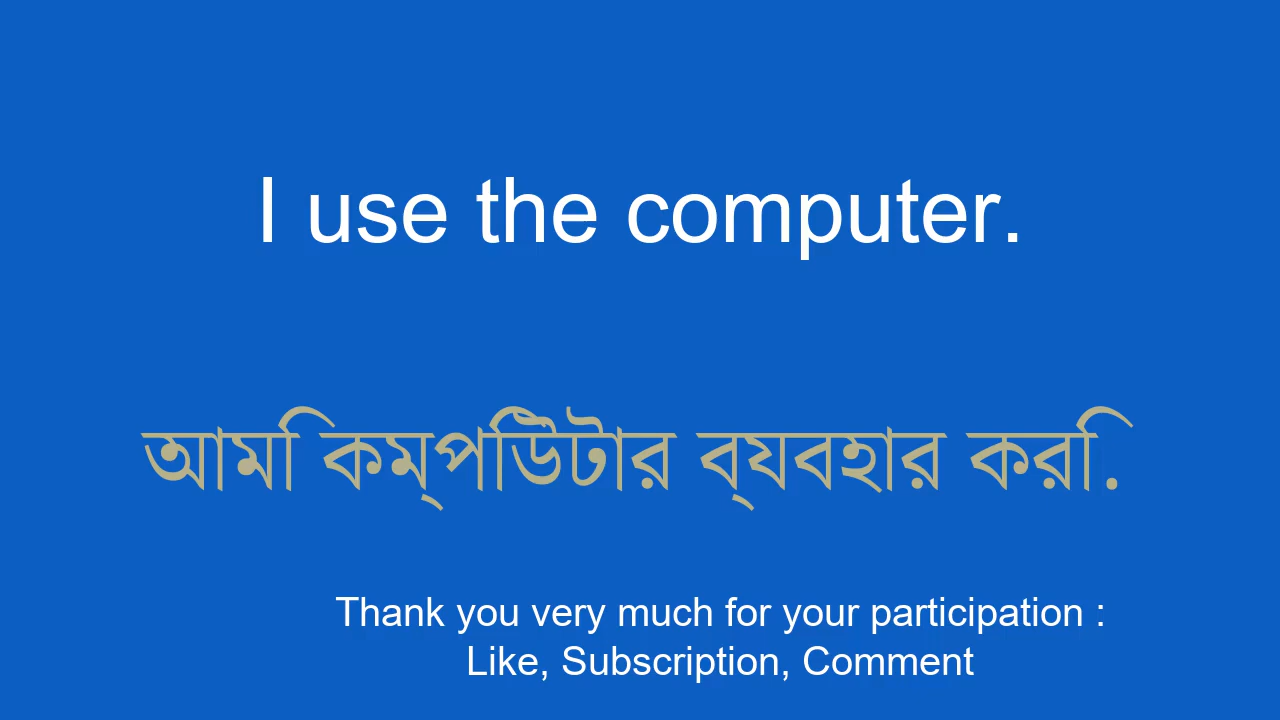 I use the computer.
আমি কম্পিউটার ব্যবহার করি.
Thank you very much for your participation :
Like, Subscription, Comment